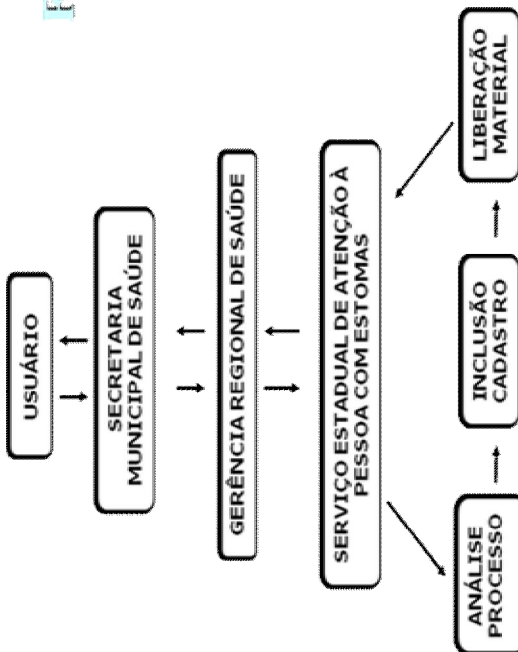 USUÁRIO
SECRETARIA
MUNICIPAL DE SAÚDE
GERÊNCIA REGIONAL DE SAÚDE
SERVIÇO ESTADUAL DE ATENÇÃO À
PESSOA COM ESTOMAS
ANÁLISE
PROCESSO
INCLUSÃO
CADASTRO
LIBERAÇÃO
MATERIAL